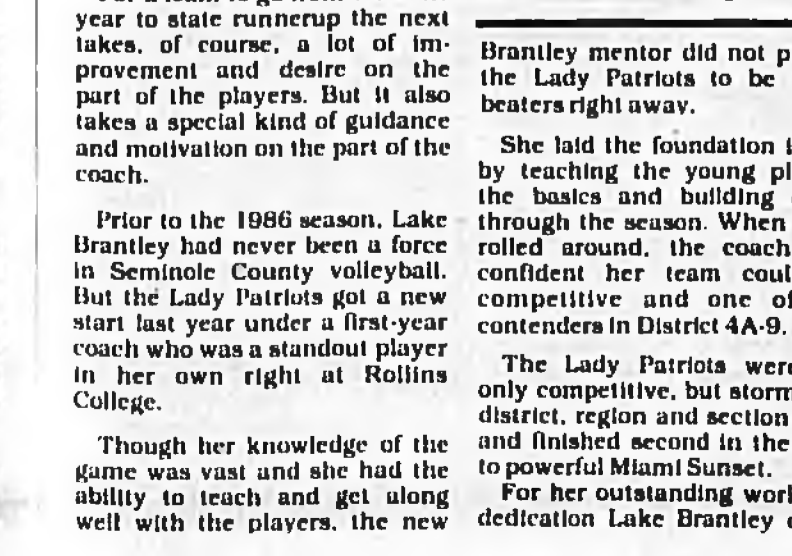 year to state runnerup the next
takes, of course, a lot of im-
provement and desire on the
part of the players. But it also
takes a special kind of guidance
and motivation on the part of the
coach.
Prior to the 1986 season, Lake
Brantley had never been a force
in Seminole County volleyball.
But the Lady Patriots got a new
start last year under a first-year
coach who was a standout player
in her own right at Rollins
College.
Though her knowledge of the
game was vast and she had the
ability to teach and get along
well with the players, the new
Brantley mentor did not p
the Lady Patriots to be
beaters right away.
She laid the foundation
by teaching the young pl
the basics and building
through the season. When
rolled around, the coach
confident her team coul
competitive and one of
contenders in District 4A-9.
The Lady Patriots were
only competitive, but storm
district, region and section
and finished second in the
to powerful Miami Sunset.
For her outstanding work
dedication Lake Brantley